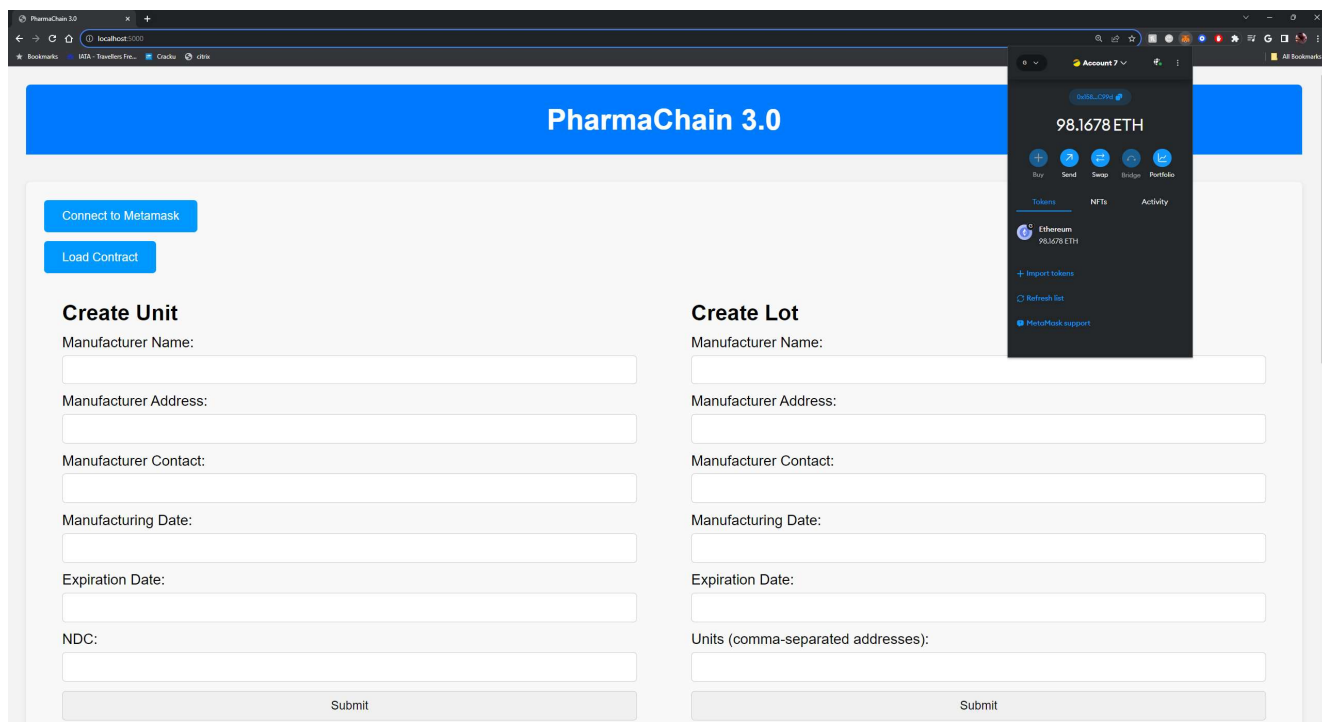 PharmaChain 3.0
localhost:5000
Bookmarks
IATA - Travellers Fre...
Cracku
citrix
All Bookmarks
PharmaChain 3.0
Account 7
98.1678 ETH
Buy
Send
Swap
Bridge
Portfolio
Tokens
NFTs
Activity
Ethereum
98.1678 ETH
+ Import tokens
Refresh list
MetaMask support
Connect to Metamask
Load Contract
Create Unit
Manufacturer Name:
Manufacturer Address:
Manufacturer Contact:
Manufacturing Date:
Expiration Date:
NDC:
Submit
Create Lot
Manufacturer Name:
Manufacturer Address:
Manufacturer Contact:
Manufacturing Date:
Expiration Date:
Units (comma-separated addresses):
Submit